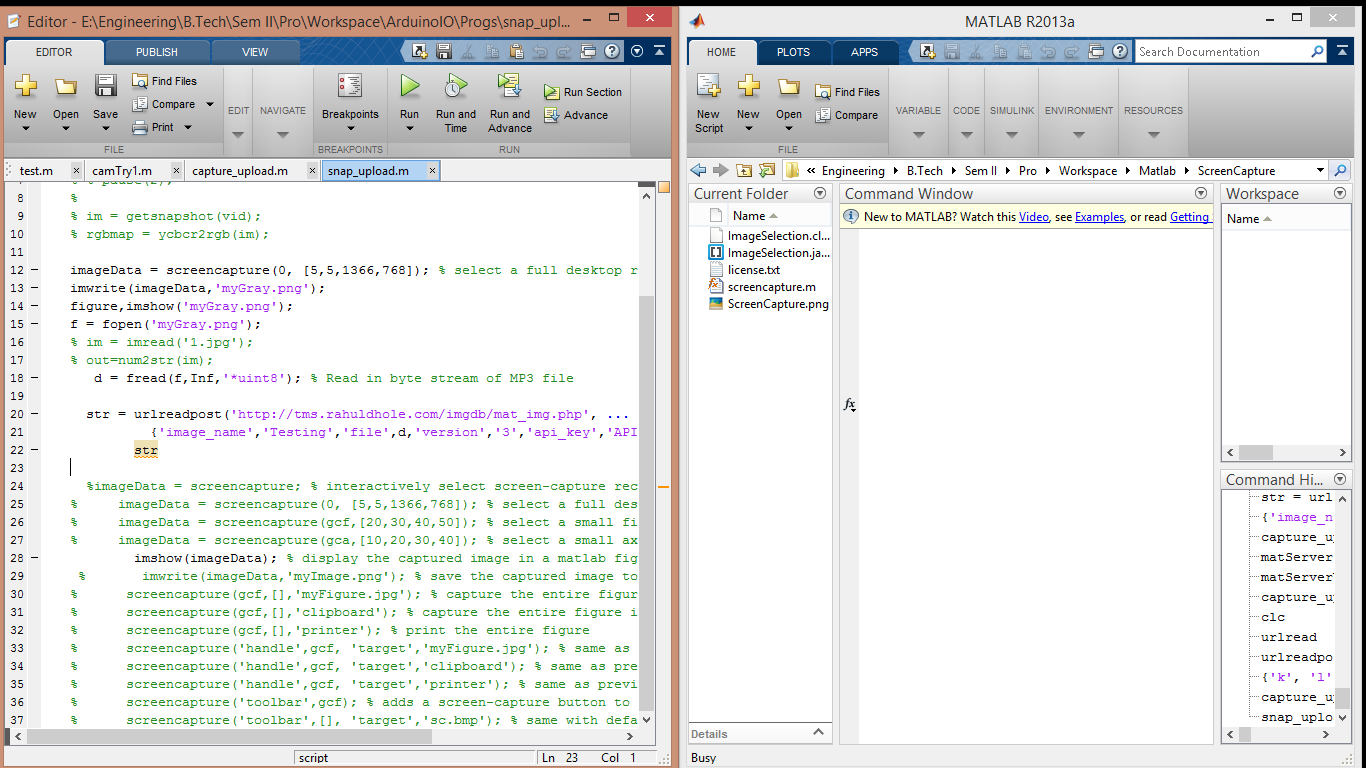 Editor - E:\Engineering\B.Tech\Sem II\Pro\Workspace\ArduinoIO\Progs\snap_upl...
EDITOR PUBLISH VIEW
New
Open
Save
Find Files
Compare
Print
FILE
EDIT
NAVIGATE
Breakpoints
BREAKPOINTS
Run
Run and Time
Run and Advance
Run Section
Advance
RUN
test.m camTry1.m capture_upload.m snap_upload.m
8 %
9 % im = getsnapshot(vid);
10 % rgbmap = ycbcr2rgb(im);
11
12 imageData = screencapture(0, [5,5,1366,768]); % select a full desktop r
13 imwrite(imageData,'myGray.png');
14 figure,imshow('myGray.png');
15 f = fopen('myGray.png');
16 % im = imread('1.jpg');
17 % out=num2str(im);
18 d = fread(f,Inf,'*uint8'); % Read in byte stream of MP3 file
19
20 str = urlreadpost('http://tms.rahuldhole.com/imgdb/mat_img.php', ...
21 {'image_name','Testing','file',d,'version','3','api_key','API
22 str
23
24 %imageData = screencapture; % interactively select screen-capture rec
25 % imageData = screencapture(0, [5,5,1366,768]); % select a full des
26 % imageData = screencapture(gcf,[20,30,40,50]); % select a small fi
27 % imageData = screencapture(gca,[10,20,30,40]); % select a small ax
28 imshow(imageData); % display the captured image in a matlab fig
29 % imwrite(imageData,'myImage.png'); % save the captured image to
30 % screencapture(gcf,[],'myFigure.jpg'); % capture the entire figur
31 % screencapture(gcf,[],'clipboard'); % capture the entire figure i
32 % screencapture(gcf,[],'printer'); % print the entire figure
33 % screencapture('handle',gcf, 'target','myFigure.jpg'); % same as
34 % screencapture('handle',gcf, 'target','clipboard'); % same as pre
35 % screencapture('handle',gcf, 'target','printer'); % same as previ
36 % screencapture('toolbar',gcf); % adds a screen-capture button to
37 % screencapture('toolbar',[], 'target','sc.bmp'); % same with defa
script Ln 23 Col 1
MATLAB R2013a
HOME PLOTS APPS
Search Documentation
New Script
New
Open
Find Files
Compare
FILE
VARIABLE
CODE
SIMULINK
ENVIRONMENT
RESOURCES
« Engineering B.Tech Sem II Pro Workspace Matlab ScreenCapture
Current Folder
Name
ImageSelection.cl...
ImageSelection.ja...
license.txt
screencapture.m
ScreenCapture.png
Details
Command Window
New to MATLAB? Watch this Video, see Examples, or read Getting
fx
Workspace
Name
Command Hi...
str = url
{'image_n
capture_u
matServer
matServer
capture_u
clc
urlread
urlreadpo
{'k', 'l'
capture_u
snap_uplo
Busy